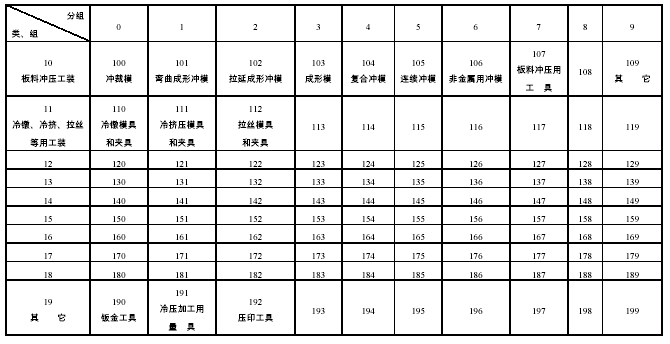 分组
类、组
0 1 2 3 4 5 6 7 8 9
10 板料冲压工装 100 冲裁模 101 弯曲成形冲模 102 拉延成形冲模 103 成形模 104 复合冲模 105 连续冲模 106 非金属用冲模 107 板料冲压用工 具 108 109 其 它
11 冷镦、冷挤、拉丝等用工装 110 冷镦模具和夹具 111 冷挤压模具和夹具 112 拉丝模具和夹具 113 114 115 116 117 118 119
12 120 121 122 123 124 125 126 127 128 129
13 130 131 132 133 134 135 136 137 138 139
14 140 141 142 143 144 145 146 147 148 149
15 150 151 152 153 154 155 156 157 158 159
16 160 161 162 163 164 165 166 167 168 169
17 170 171 172 173 174 175 176 177 178 179
18 180 181 182 183 184 185 186 187 188 189
19 其 它 190 钣金工具 191 冷压加工用量 具 192 压印工具 193 194 195 196 197 198 199